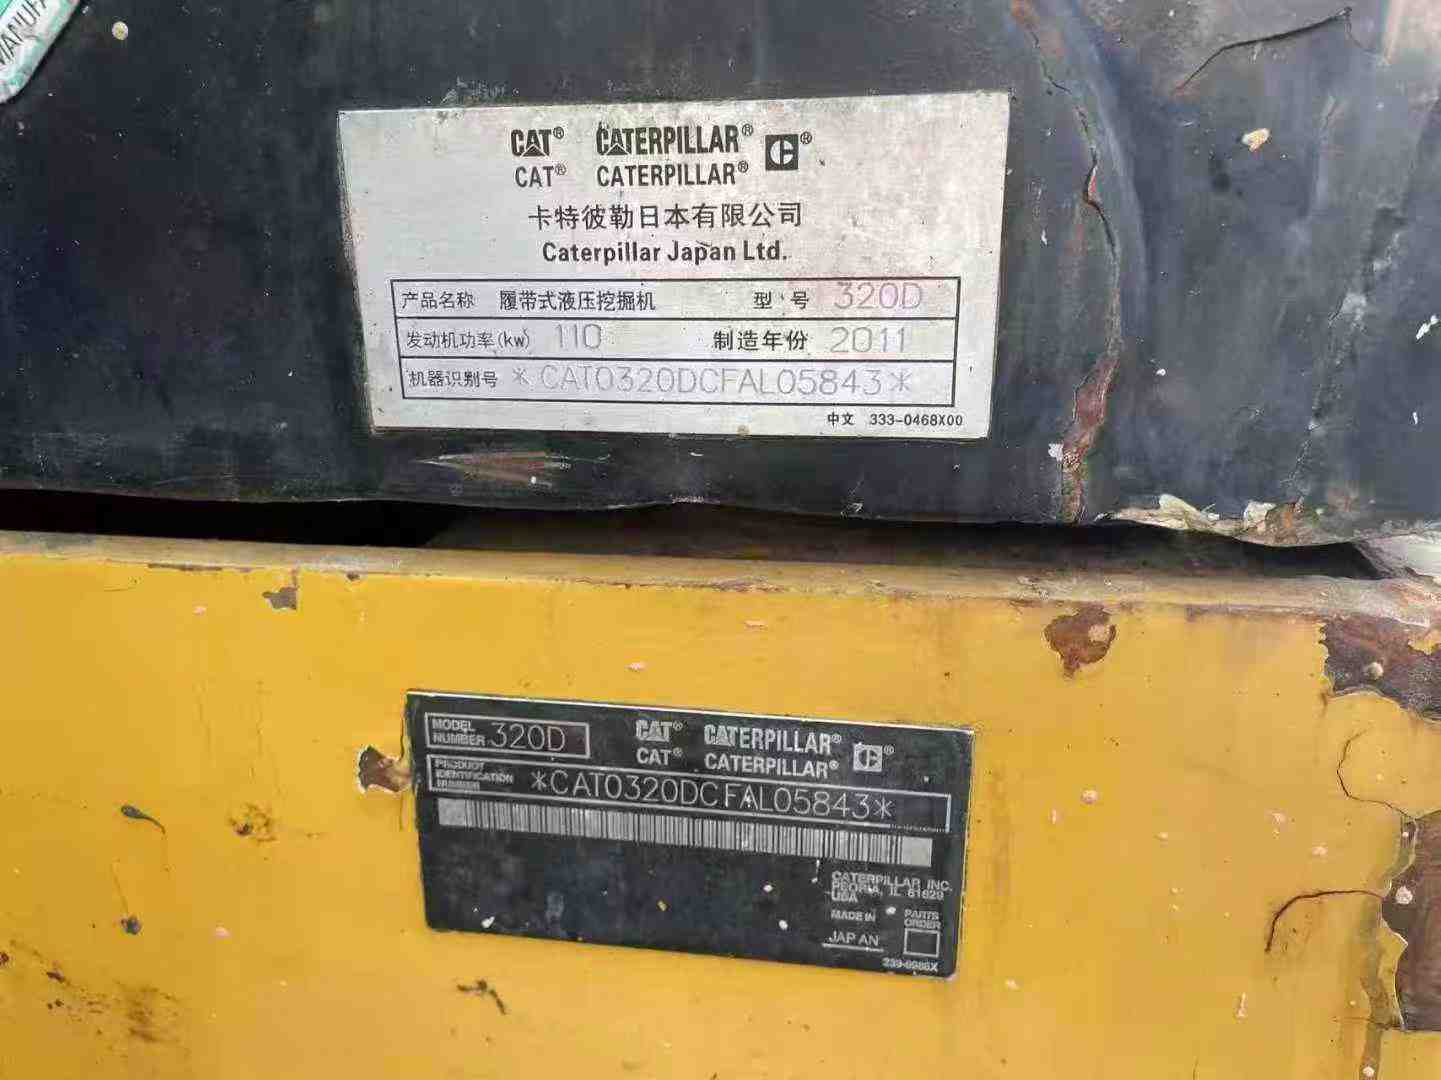 MANUFA
CAT® CATERPILLAR® ®
CAT® CATERPILLAR®
卡特彼勒日本有限公司
Caterpillar Japan Ltd.
产品名称 履带式液压挖掘机 型号 320D
发动机功率(kw) 110 制造年份 2011
机器识别号 *CAT0320DCFAL05843*
中文 333-0468X00
MODEL NUMBER 320D CAT® CATERPILLAR® ®
CAT® CATERPILLAR®
PRODUCT IDENTIFICATION NUMBER *CAT0320DCFAL05843*
CATERPILLAR INC.
PEORIA, IL 61629
USA
MADE IN PARTS ORDER
JAPAN